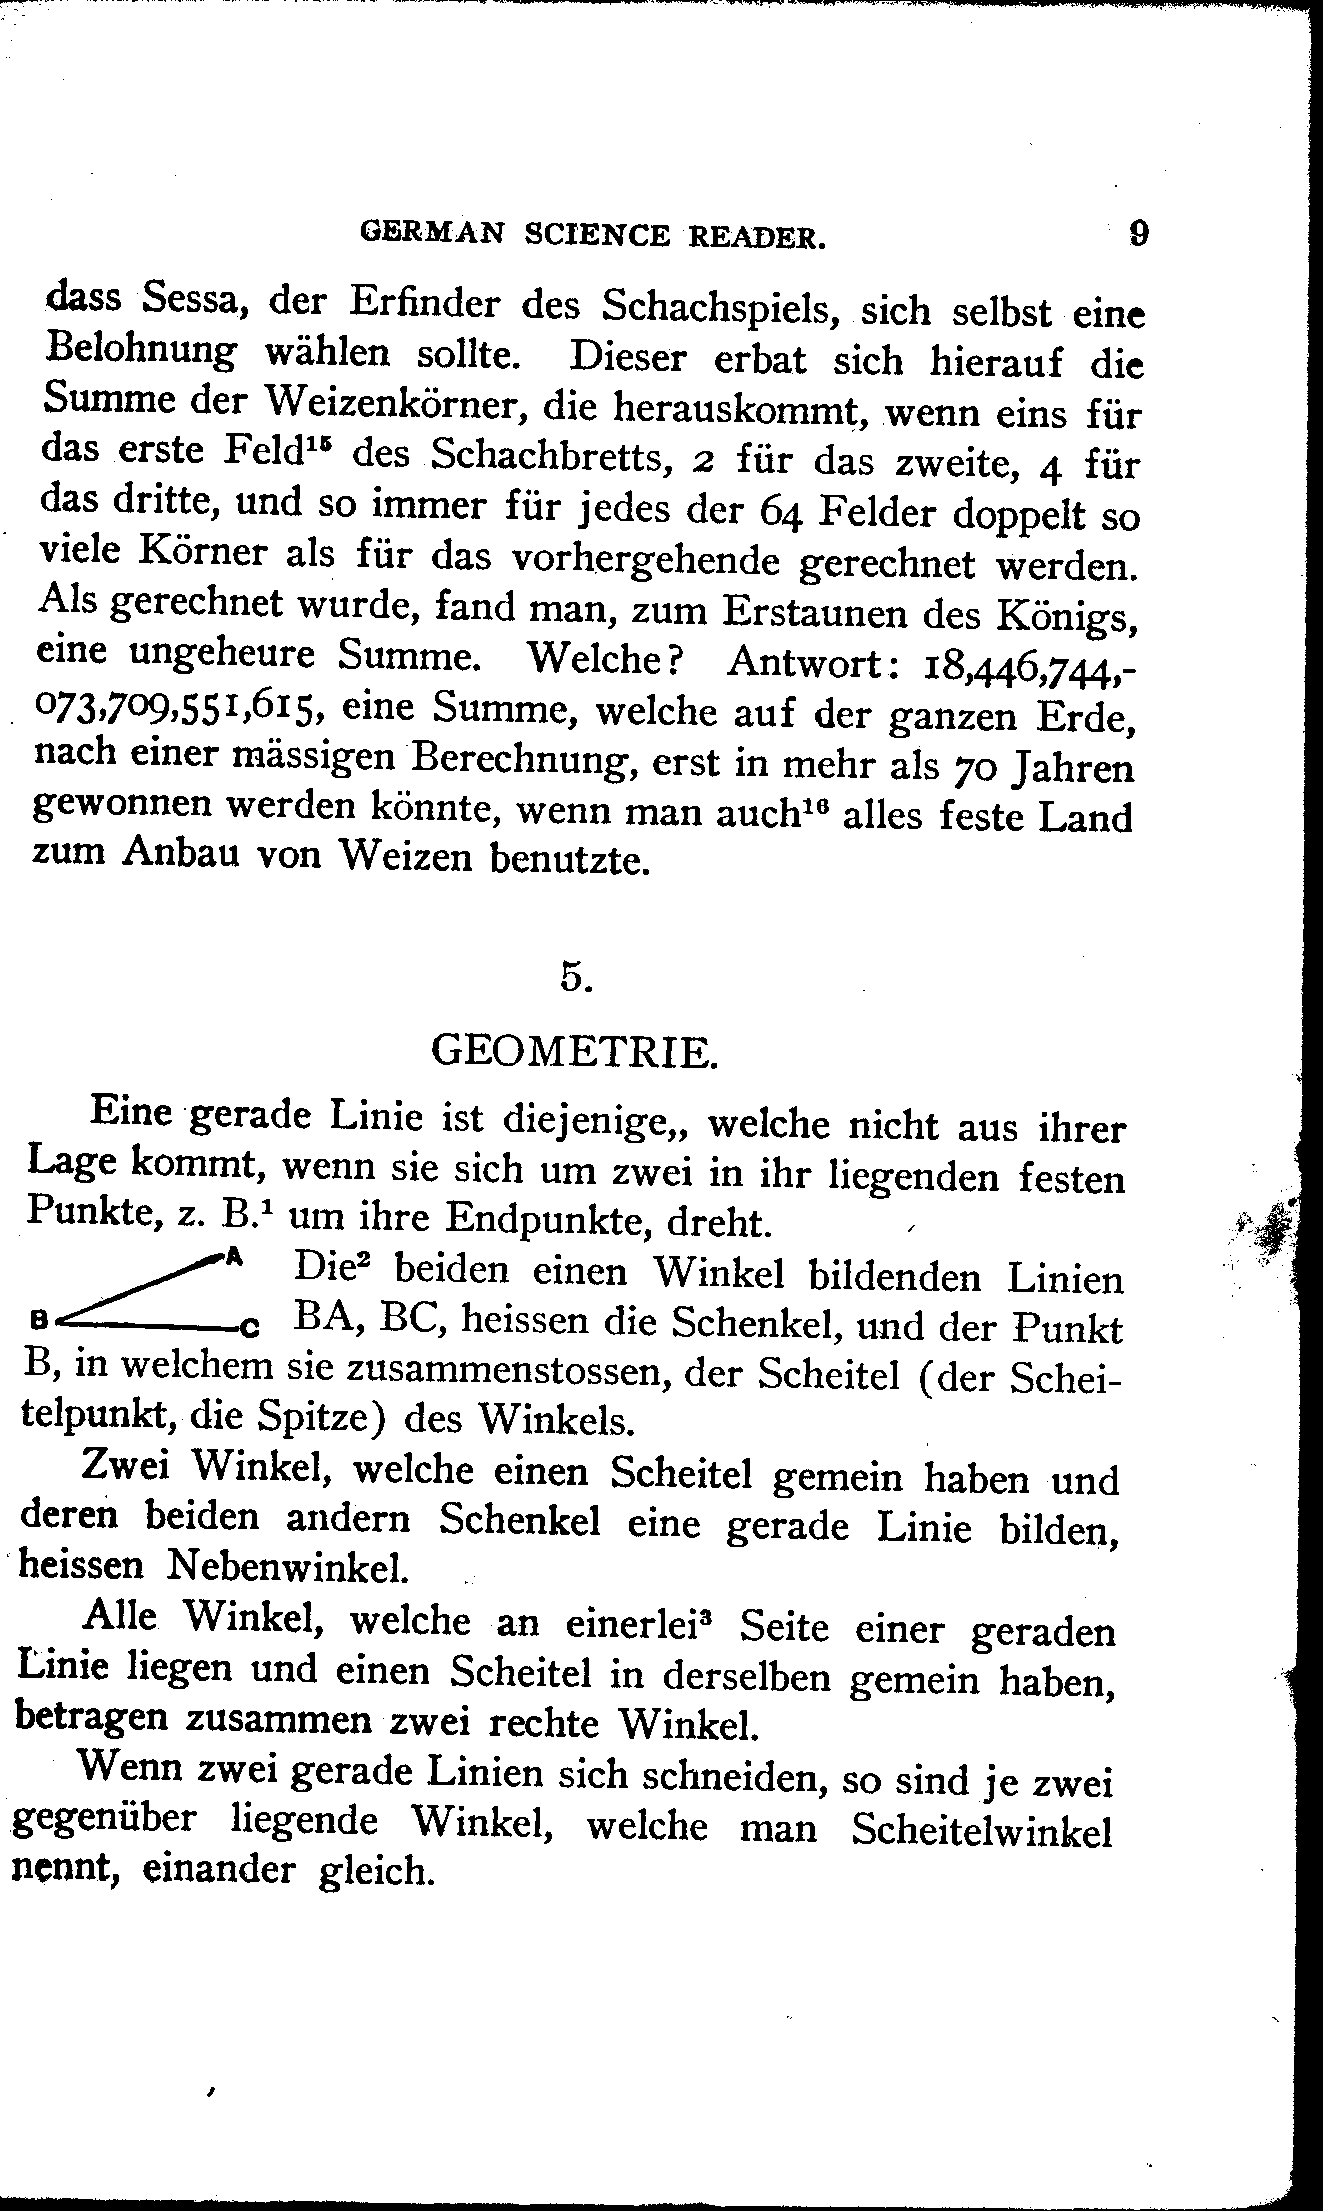 GERMAN SCIENCE READER. 9
dass Sessa, der Erfinder des Schachspiels, sich selbst eine
Belohnung wählen sollte. Dieser erbat sich hierauf die
Summe der Weizenkörner, die herauskommt, wenn eins für
das erste Feld¹⁵ des Schachbretts, 2 für das zweite, 4 für
das dritte, und so immer für jedes der 64 Felder doppelt so
viele Körner als für das vorhergehende gerechnet werden.
Als gerechnet wurde, fand man, zum Erstaunen des Königs,
eine ungeheure Summe. Welche? Antwort: 18,446,744,-
073,709,551,615, eine Summe, welche auf der ganzen Erde,
nach einer mässigen Berechnung, erst in mehr als 70 Jahren
gewonnen werden könnte, wenn man auch¹⁶ alles feste Land
zum Anbau von Weizen benutzte.
5.
GEOMETRIE.
Eine gerade Linie ist diejenige,, welche nicht aus ihrer
Lage kommt, wenn sie sich um zwei in ihr liegenden festen
Punkte, z. B.¹ um ihre Endpunkte, dreht.
A
Die² beiden einen Winkel bildenden Linien
B C
BA, BC, heissen die Schenkel, und der Punkt
B, in welchem sie zusammenstossen, der Scheitel (der Schei-
telpunkt, die Spitze) des Winkels.
Zwei Winkel, welche einen Scheitel gemein haben und
deren beiden andern Schenkel eine gerade Linie bilden,
heissen Nebenwinkel.
Alle Winkel, welche an einerlei³ Seite einer geraden
Linie liegen und einen Scheitel in derselben gemein haben,
betragen zusammen zwei rechte Winkel.
Wenn zwei gerade Linien sich schneiden, so sind je zwei
gegenüber liegende Winkel, welche man Scheitelwinkel
nennt, einander gleich.